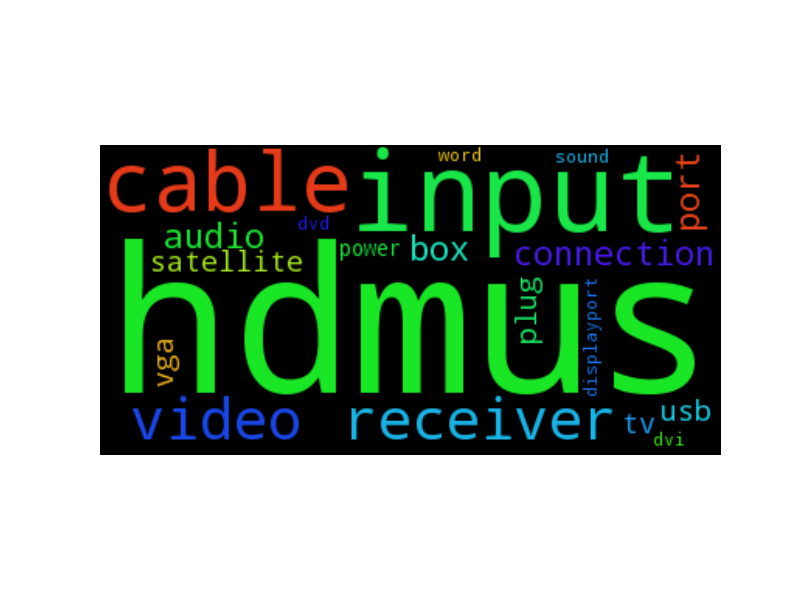 word
sound
cable
input
port
dvd
audio
power
box
connection
satellite
hdmus
plug
displayport
vga
video
receiver
tv
usb
dvi